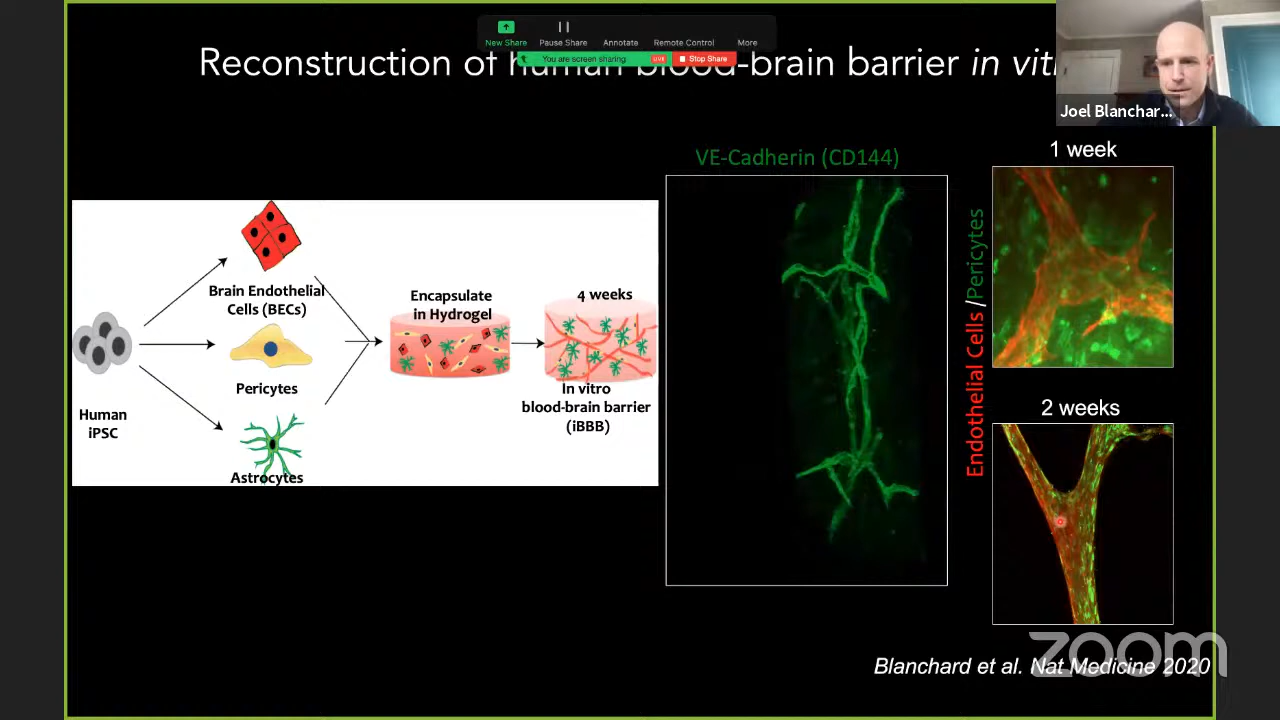 New Share
Pause Share
Annotate
Remote Control
More
You are screen sharing
LIVE
Stop Share
Reconstruction of human blood-brain barrier in vit
Joel Blanchar...
VE-Cadherin (CD144)
1 week
Brain Endothelial
Cells (BECs)
Encapsulate
in Hydrogel
4 weeks
Pericytes
In vitro
blood-brain barrier
(iBBB)
Human
iPSC
Astrocytes
Endothelial Cells /Pericytes
2 weeks
zoom
Blanchard et al. Nat Medicine 2020